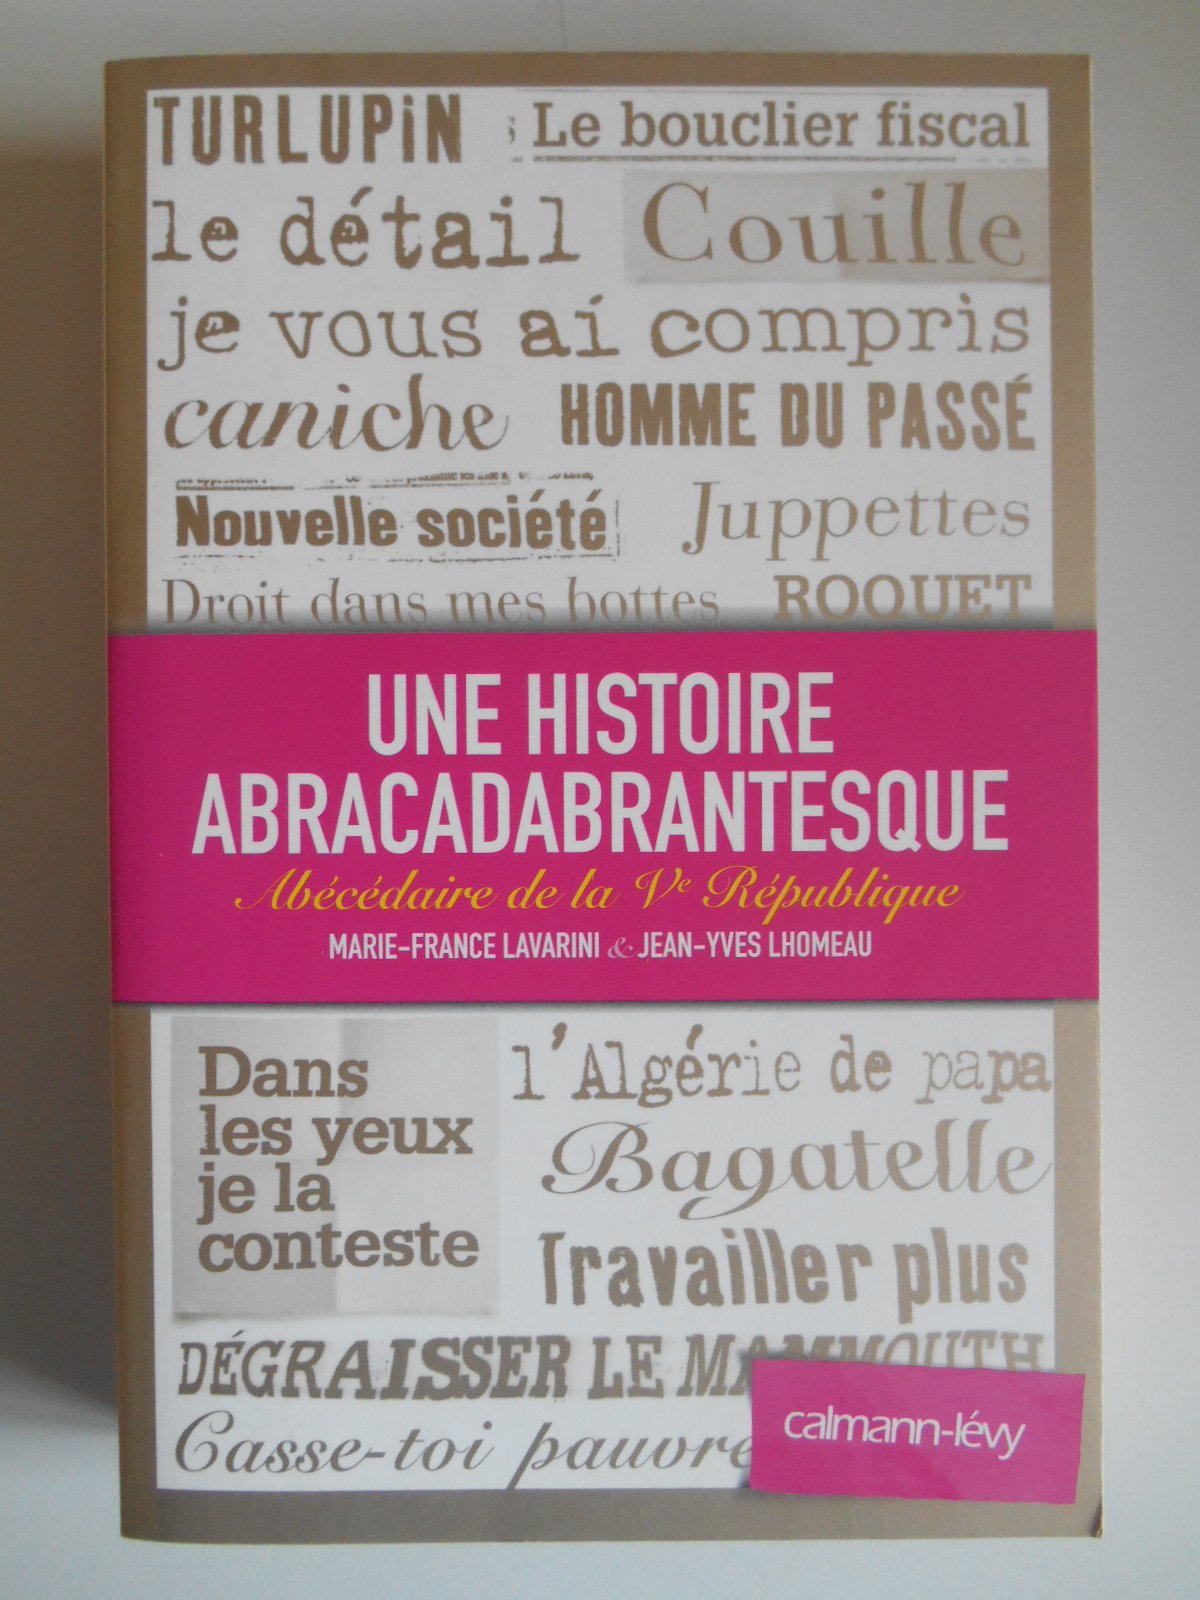 TURLUPiN Le bouclier fiscal
le détail Couille
je vous ai compris
caniche HOMME DU PASSÉ
Nouvelle société Juppettes
Droit dans mes bottes ROQUET
UNE HISTOIRE
ABRACADABRANTESQUE
Abécédaire de la Ve République
MARIE-FRANCE LAVARINI & JEAN-YVES LHOMEAU
Dans
les yeux
je la
conteste
l'Algérie de papa
Bagatelle
Travailler plus
DÉGRAISSER LE MAMMOUTH
Casse-toi pauvre
calmann-lévy